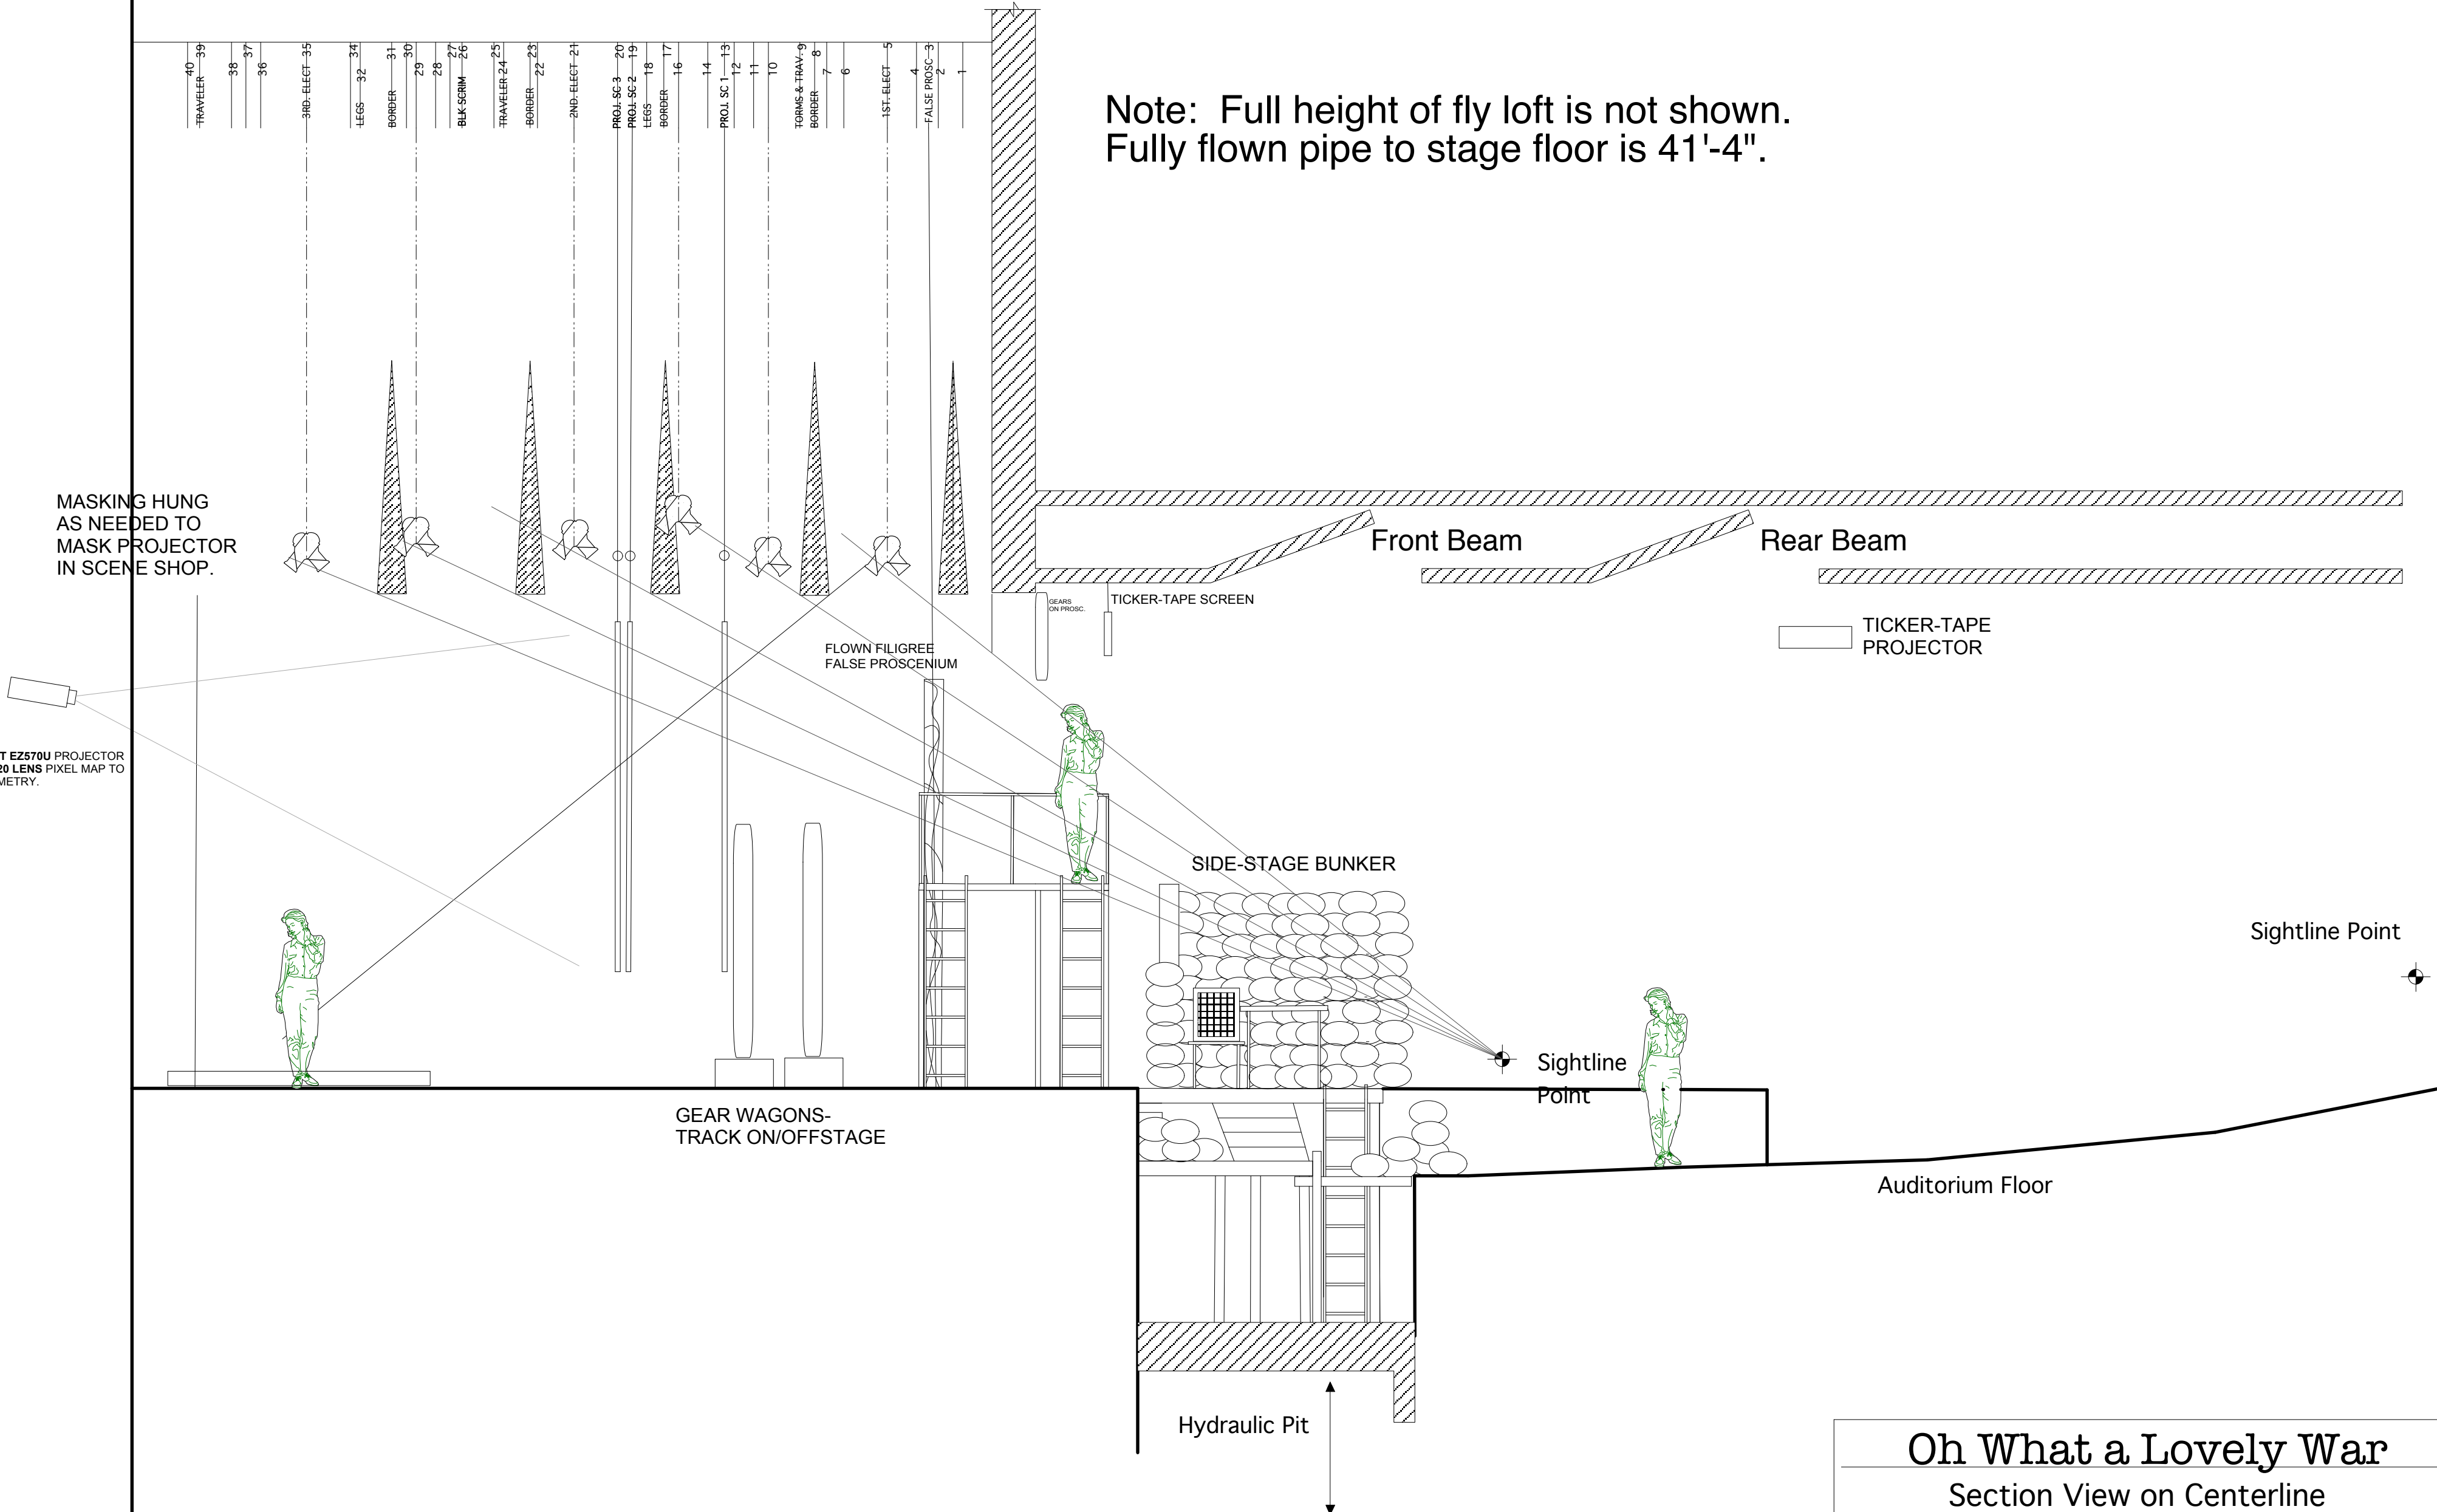 40
TRAVELER 39
38
37
36
3RD. ELECT 35
34
LEGS 32
BORDER 31
30
29
28
27
BLK SCRIM 26
25
TRAVELER 24
BORDER 23
22
2ND. ELECT 21
PROJ. SC 3 20
PROJ. SC 2 19
LEGS 18
BORDER 17
16
14
PROJ. SC 1 13
12
11
10
TORMS & TRAV. 9
BORDER 8
7
6
1ST. ELECT 5
4
FALSE PROSC 3
2
1
Note: Full height of fly loft is not shown.
Fully flown pipe to stage floor is 41'-4".
MASKING HUNG
AS NEEDED TO
MASK PROJECTOR
IN SCENE SHOP.
Front Beam
Rear Beam
GEARS
ON PROSC.
TICKER-TAPE SCREEN
TICKER-TAPE
PROJECTOR
FLOWN FILIGREE
FALSE PROSCENIUM
T EZ570U PROJECTOR
20 LENS PIXEL MAP TO
METRY.
SIDE-STAGE BUNKER
Sightline Point
Sightline
Point
GEAR WAGONS-
TRACK ON/OFFSTAGE
Auditorium Floor
Hydraulic Pit
Oh What a Lovely War
Section View on Centerline